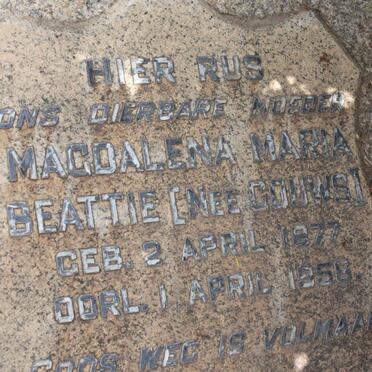 HIER RUS
ONS DIERBARE MOEDER
MAGDALENA MARIA
BEATTIE [NEE GOUWS]
GEB. 2 APRIL 1877
OORL. 1 APRIL 1958.
GODS WEG IS VOLMAAK